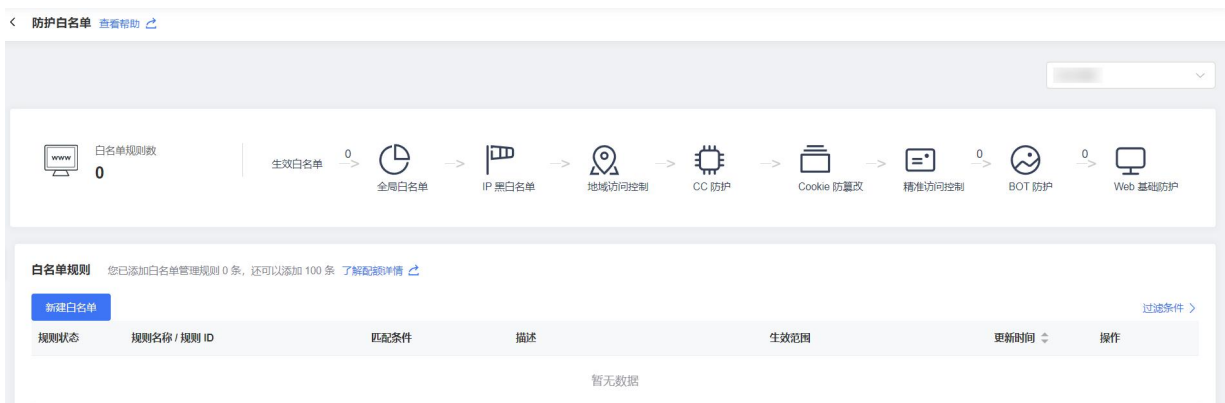 防护白名单 查看帮助
www
白名单规则数
0
生效白名单 0 全局白名单 IP 黑白名单 地域访问控制 CC 防护 Cookie 防篡改 精准访问控制 0 BOT 防护 0 Web 基础防护
白名单规则 您已添加白名单管理规则 0 条，还可以添加 100 条 了解配额详情
新建白名单 过滤条件
规则状态 规则名称 / 规则 ID 匹配条件 描述 生效范围 更新时间 操作
暂无数据